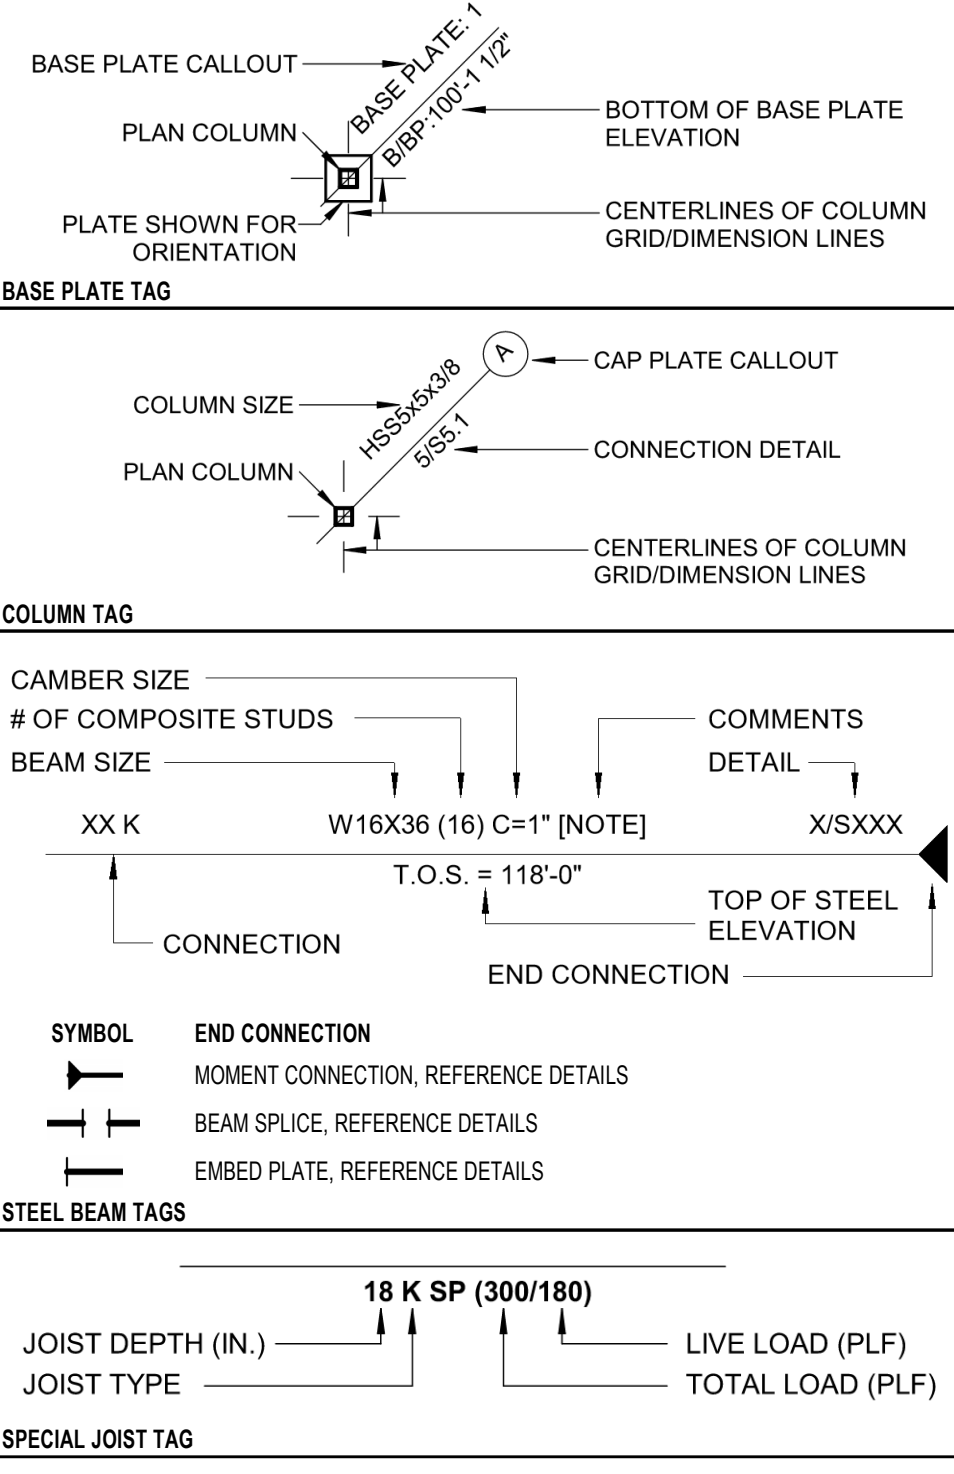 BASE PLATE: 1
BASE PLATE CALLOUT
B/BP:100'-1 1/2"
BOTTOM OF BASE PLATE
ELEVATION
PLAN COLUMN
PLATE SHOWN FOR
ORIENTATION
CENTERLINES OF COLUMN
GRID/DIMENSION LINES
BASE PLATE TAG
A
CAP PLATE CALLOUT
HSS5x5x3/8
COLUMN SIZE
5/S5.1
CONNECTION DETAIL
PLAN COLUMN
CENTERLINES OF COLUMN
GRID/DIMENSION LINES
COLUMN TAG
CAMBER SIZE
# OF COMPOSITE STUDS
COMMENTS
BEAM SIZE
DETAIL
XX K
W16X36 (16) C=1" [NOTE]
X/SXXX
T.O.S. = 118'-0"
TOP OF STEEL
ELEVATION
CONNECTION
END CONNECTION
SYMBOL
END CONNECTION
MOMENT CONNECTION, REFERENCE DETAILS
BEAM SPLICE, REFERENCE DETAILS
EMBED PLATE, REFERENCE DETAILS
STEEL BEAM TAGS
18 K SP (300/180)
JOIST DEPTH (IN.)
LIVE LOAD (PLF)
JOIST TYPE
TOTAL LOAD (PLF)
SPECIAL JOIST TAG